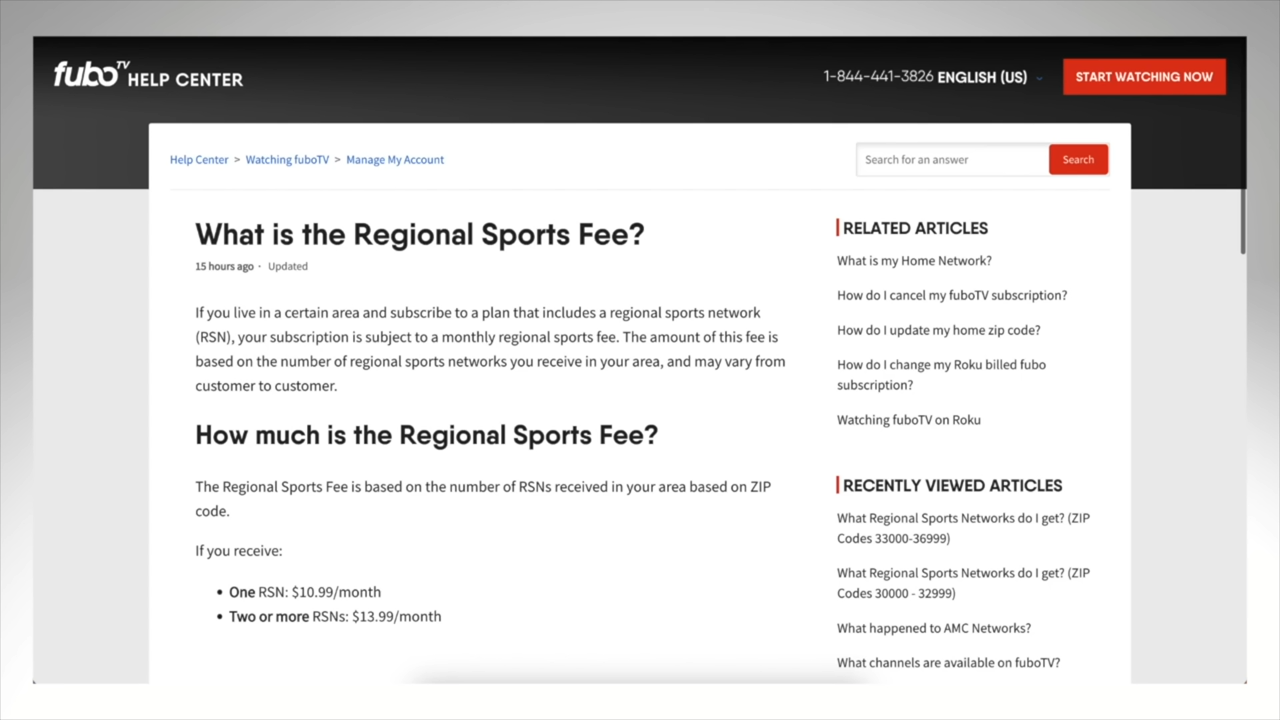 fuboTV HELP CENTER
1-844-441-3826 ENGLISH (US)
START WATCHING NOW
Help Center > Watching fuboTV > Manage My Account
Search for an answer
Search
What is the Regional Sports Fee?
15 hours ago · Updated
If you live in a certain area and subscribe to a plan that includes a regional sports network
(RSN), your subscription is subject to a monthly regional sports fee. The amount of this fee is
based on the number of regional sports networks you receive in your area, and may vary from
customer to customer.
How much is the Regional Sports Fee?
The Regional Sports Fee is based on the number of RSNs received in your area based on ZIP
code.
If you receive:
• One RSN: $10.99/month
• Two or more RSNs: $13.99/month
RELATED ARTICLES
What is my Home Network?
How do I cancel my fuboTV subscription?
How do I update my home zip code?
How do I change my Roku billed fubo
subscription?
Watching fuboTV on Roku
RECENTLY VIEWED ARTICLES
What Regional Sports Networks do I get? (ZIP
Codes 33000-36999)
What Regional Sports Networks do I get? (ZIP
Codes 30000 - 32999)
What happened to AMC Networks?
What channels are available on fuboTV?